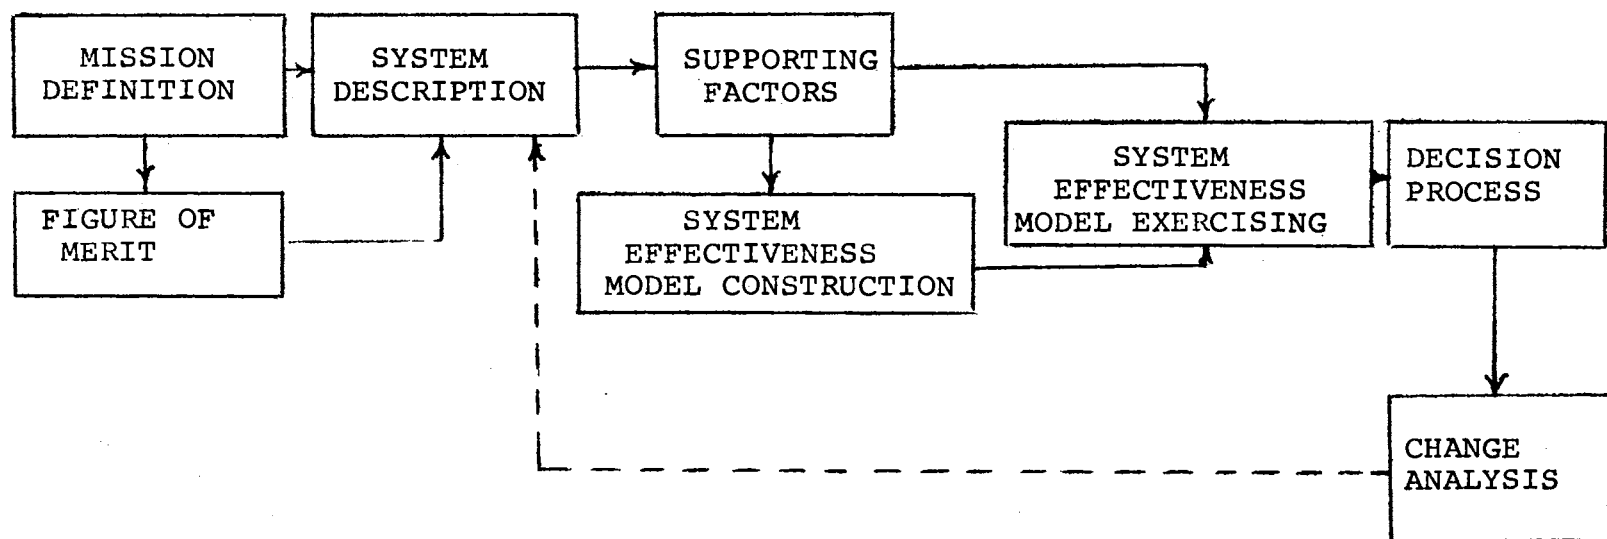 MISSION
DEFINITION
SYSTEM
DESCRIPTION
SUPPORTING
FACTORS
FIGURE OF
MERIT
SYSTEM
EFFECTIVENESS
MODEL CONSTRUCTION
SYSTEM
EFFECTIVENESS
MODEL EXERCISING
DECISION
PROCESS
CHANGE
ANALYSIS